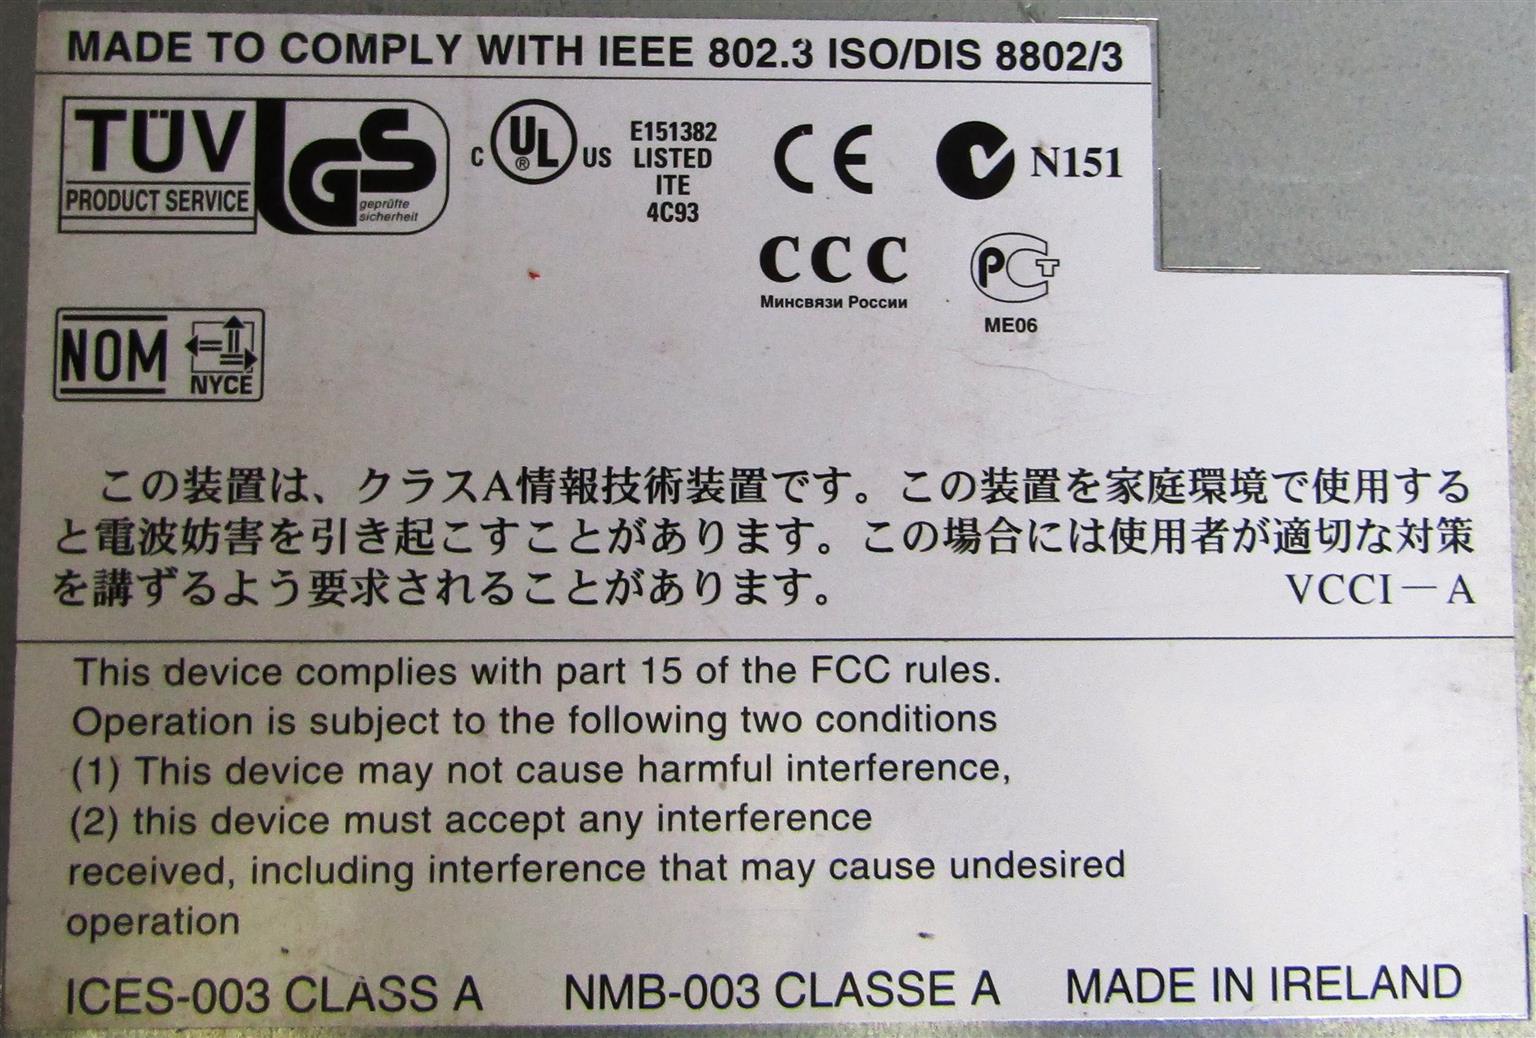 MADE TO COMPLY WITH IEEE 802.3 ISO/DIS 8802/3
TÜV
PRODUCT SERVICE
GS
geprüfte
sicherheit
C UL ® US
E151382
LISTED
ITE
4C93
CE
N151
CCC
Минсвязи России
РСТ
ME06
NOM
NYCE
この装置は、クラスA情報技術装置です。この装置を家庭環境で使用する
と電波妨害を引き起こすことがあります。この場合には使用者が適切な対策
を講ずるよう要求されることがあります。 VCCI－A
This device complies with part 15 of the FCC rules.
Operation is subject to the following two conditions
(1) This device may not cause harmful interference,
(2) this device must accept any interference
received, including interference that may cause undesired
operation
ICES-003 CLASS A NMB-003 CLASSE A MADE IN IRELAND